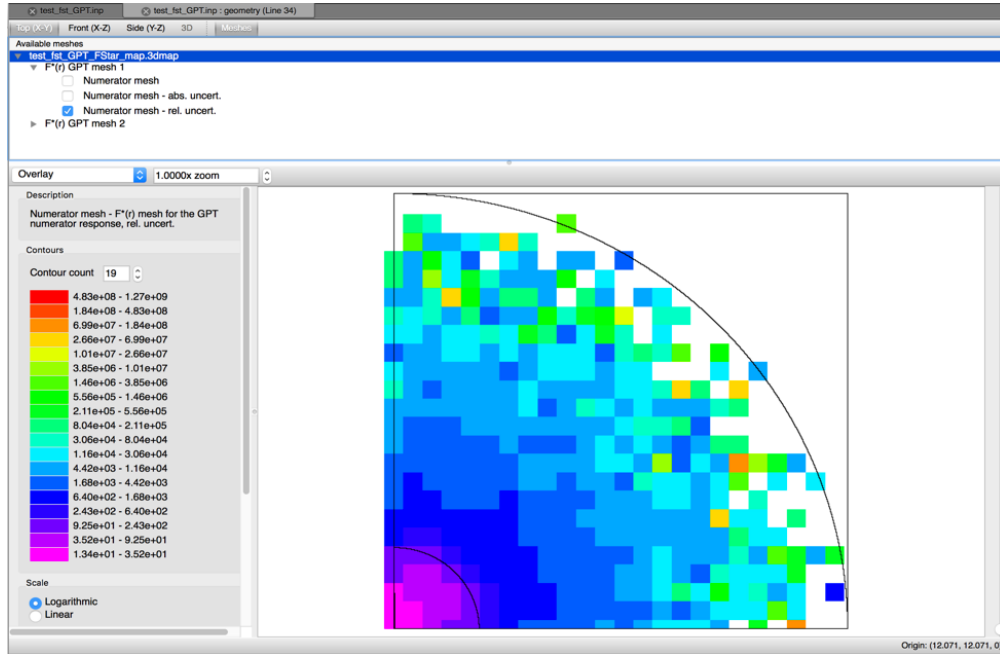 test_fst_GPT.inp
test_fst_GPT.inp : geometry (Line 34)
Top (X-Y) Front (X-Z) Side (Y-Z) 3D Meshes
Available meshes
test_fst_GPT_FStar_map.3dmap
F*(r) GPT mesh 1
Numerator mesh
Numerator mesh - abs. uncert.
Numerator mesh - rel. uncert.
F*(r) GPT mesh 2
Overlay 1.0000x zoom
Description
Numerator mesh - F*(r) mesh for the GPT
numerator response, rel. uncert.
Contours
Contour count 19
4.83e+08 - 1.27e+09
1.84e+08 - 4.83e+08
6.99e+07 - 1.84e+08
2.66e+07 - 6.99e+07
1.01e+07 - 2.66e+07
3.85e+06 - 1.01e+07
1.46e+06 - 3.85e+06
5.56e+05 - 1.46e+06
2.11e+05 - 5.56e+05
8.04e+04 - 2.11e+05
3.06e+04 - 8.04e+04
1.16e+04 - 3.06e+04
4.42e+03 - 1.16e+04
1.68e+03 - 4.42e+03
6.40e+02 - 1.68e+03
2.43e+02 - 6.40e+02
9.25e+01 - 2.43e+02
3.52e+01 - 9.25e+01
1.34e+01 - 3.52e+01
Scale
Logarithmic
Linear
Origin: (12.071, 12.071, 0